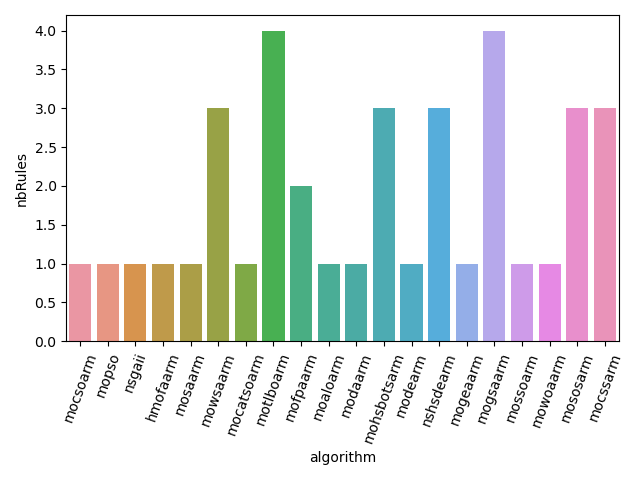 4.0
3.5
3.0
2.5
2.0
1.5
1.0
0.5
0.0
nbRules
mocsoarm
mopso
nsgaii
hmofaarm
mosaarm
mowsaarm
mocatsoarm
motlboarm
mofpaarm
moaloarm
modaarm
mohsbotsarm
modearm
nshsdearm
mogeaarm
mogsaarm
mossoarm
mowoaarm
mososarm
mocssarm
algorithm